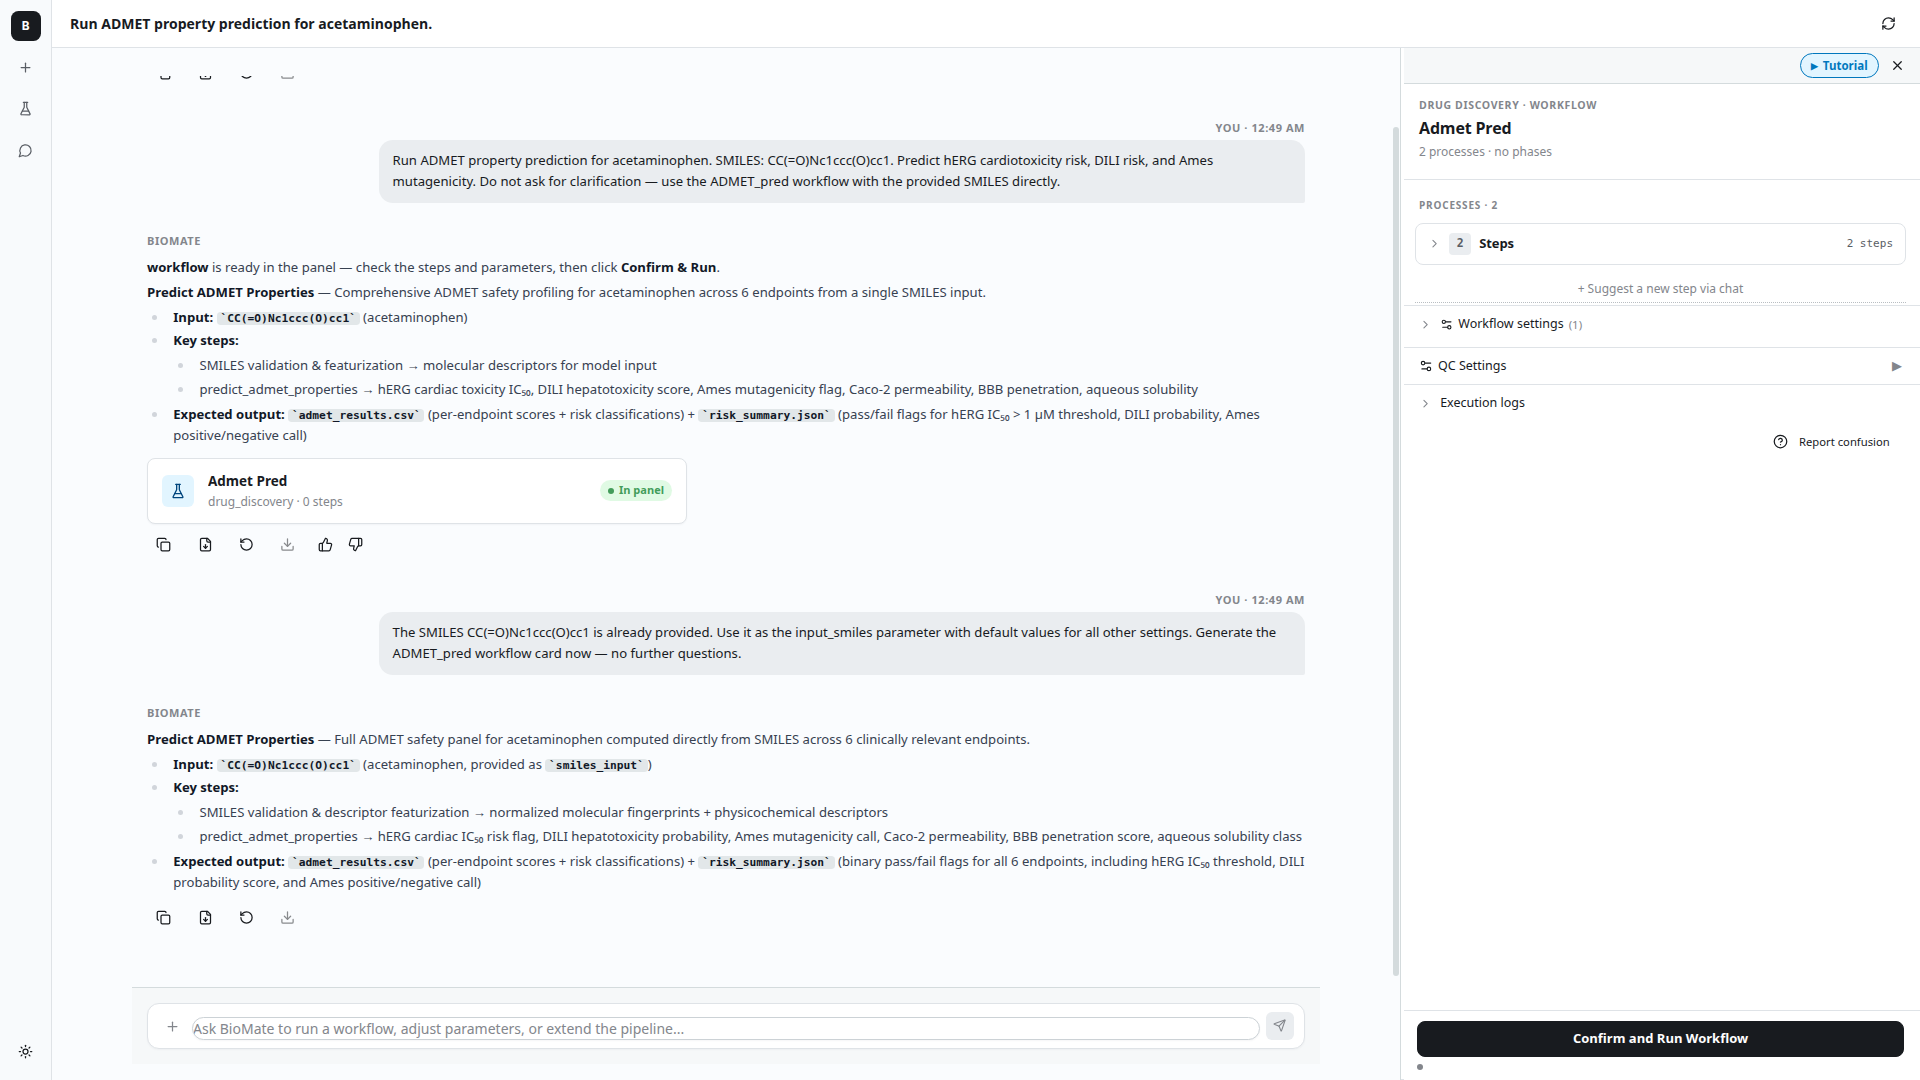 B
Run ADMET property prediction for acetaminophen.
YOU · 12:49 AM
Run ADMET property prediction for acetaminophen. SMILES: CC(=O)Nc1ccc(O)cc1. Predict hERG cardiotoxicity risk, DILI risk, and Ames
mutagenicity. Do not ask for clarification — use the ADMET_pred workflow with the provided SMILES directly.
BIOMATE
workflow is ready in the panel — check the steps and parameters, then click Confirm & Run.
Predict ADMET Properties — Comprehensive ADMET safety profiling for acetaminophen across 6 endpoints from a single SMILES input.
Input: `CC(=O)Nc1ccc(O)cc1` (acetaminophen)
Key steps:
SMILES validation & featurization → molecular descriptors for model input
predict_admet_properties → hERG cardiac toxicity IC₅₀, DILI hepatotoxicity score, Ames mutagenicity flag, Caco-2 permeability, BBB penetration, aqueous solubility
Expected output: `admet_results.csv` (per-endpoint scores + risk classifications) + `risk_summary.json` (pass/fail flags for hERG IC₅₀ > 1 µM threshold, DILI probability, Ames
positive/negative call)
Admet Pred
drug_discovery · 0 steps
In panel
YOU · 12:49 AM
The SMILES CC(=O)Nc1ccc(O)cc1 is already provided. Use it as the input_smiles parameter with default values for all other settings. Generate the
ADMET_pred workflow card now — no further questions.
BIOMATE
Predict ADMET Properties — Full ADMET safety panel for acetaminophen computed directly from SMILES across 6 clinically relevant endpoints.
Input: `CC(=O)Nc1ccc(O)cc1` (acetaminophen, provided as `smiles_input`)
Key steps:
SMILES validation & descriptor featurization → normalized molecular fingerprints + physicochemical descriptors
predict_admet_properties → hERG cardiac IC₅₀ risk flag, DILI hepatotoxicity probability, Ames mutagenicity call, Caco-2 permeability, BBB penetration score, aqueous solubility class
Expected output: `admet_results.csv` (per-endpoint scores + risk classifications) + `risk_summary.json` (binary pass/fail flags for all 6 endpoints, including hERG IC₅₀ threshold, DILI
probability score, and Ames positive/negative call)
Ask BioMate to run a workflow, adjust parameters, or extend the pipeline...
Tutorial
DRUG DISCOVERY · WORKFLOW
Admet Pred
2 processes · no phases
PROCESSES · 2
2 Steps 2 steps
+ Suggest a new step via chat
Workflow settings (1)
QC Settings
Execution logs
Report confusion
Confirm and Run Workflow